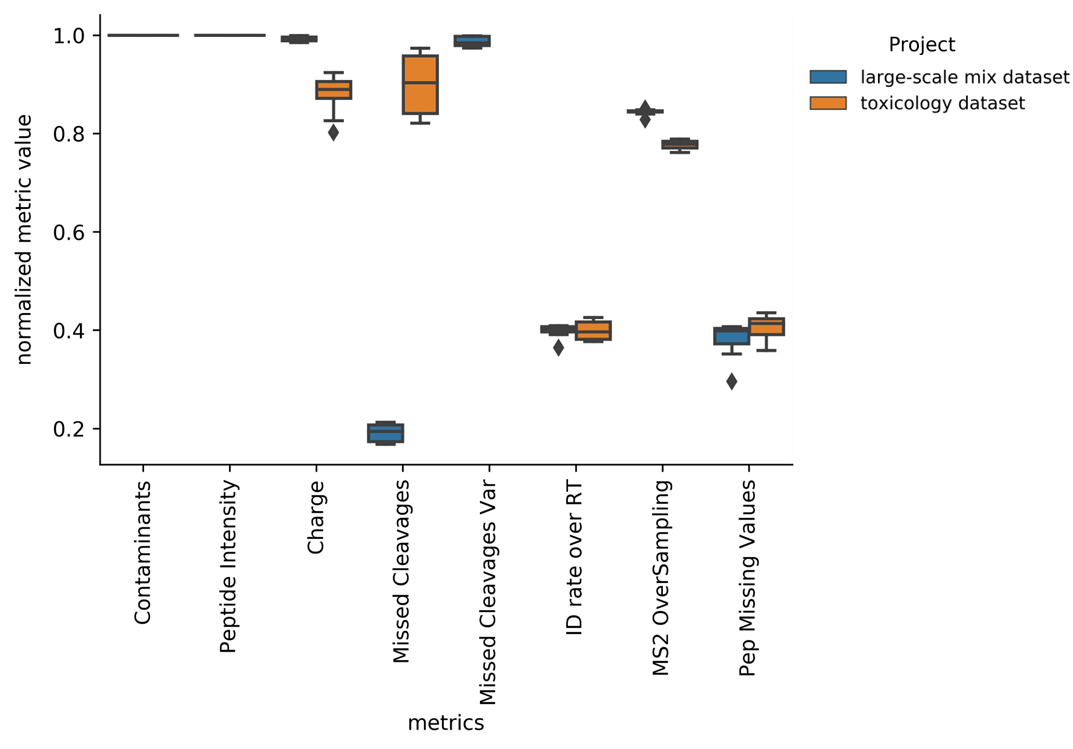 Project
large-scale mix dataset
toxicology dataset
normalized metric value
1.0
0.8
0.6
0.4
0.2
Contaminants
Peptide Intensity
Charge
Missed Cleavages
Missed Cleavages Var
ID rate over RT
MS2 OverSampling
Pep Missing Values
metrics